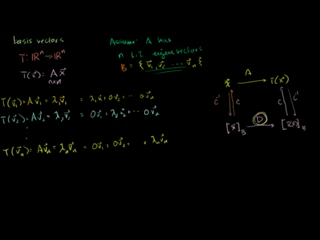 basis vectors
T: ℝⁿ→ℝⁿ
T(x⃗) = Ax⃗
n×n
Assume: A has
n L.I. eigenvectors
B = { v⃗₁, v⃗₂, ⋯ v⃗ₙ }
T(v⃗₁) = Av⃗₁ = λ₁v⃗₁ = λ₁v⃗₁ + 0v⃗₂ + ⋯ 0v⃗ₙ
T(v⃗₂) = Av⃗₂ = λ₂v⃗₂ = 0v⃗₁ + λ₂v⃗₂ + ⋯ 0v⃗ₙ
⋮
T(v⃗ₙ) = Av⃗ₙ = λₙv⃗ₙ = 0v⃗₁ + 0v⃗₂ + ⋯ + λₙv⃗ₙ
A
x⃗ → T(x⃗)
C⁻¹ C C⁻¹ C
D
[x⃗]B → [T(x⃗)]B